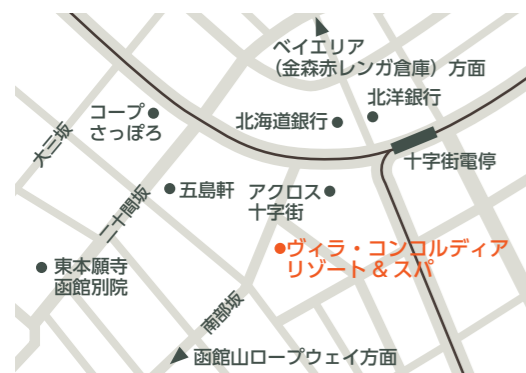 ベイエリア
（金森赤レンガ倉庫）方面
北洋銀行
コープ
さっぽろ
北海道銀行
大三坂
十字街電停
五島軒
アクロス
十字街
二十間坂
ヴィラ・コンコルディア
リゾート & スパ
東本願寺
函館別院
南部坂
函館山ロープウェイ方面